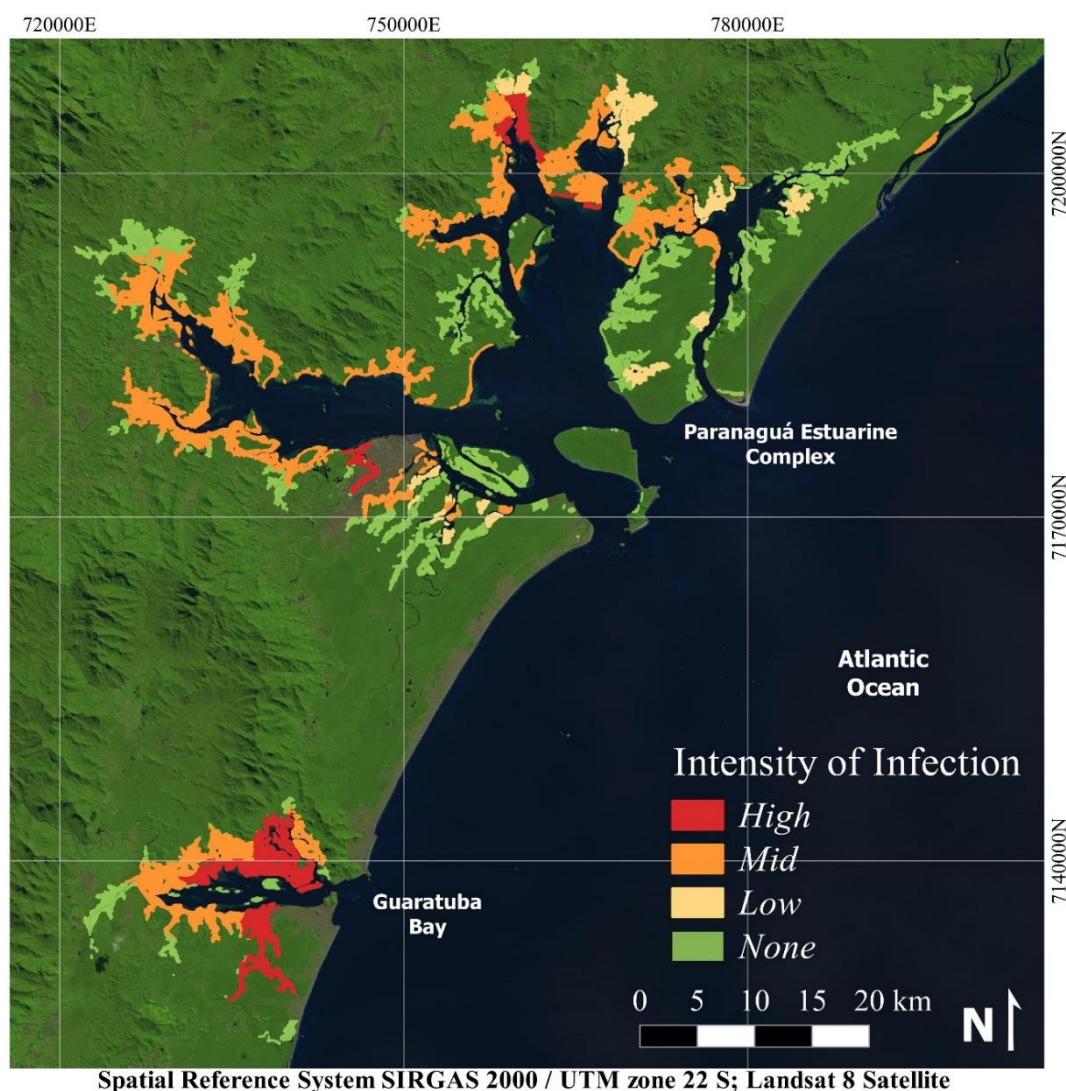 720000E
750000E
780000E
7200000N
Paranaguá Estuarine
Complex
7170000N
Atlantic
Ocean
Intensity of Infection
High
Mid
Low
None
7140000N
Guaratuba
Bay
0 5 10 15 20 km
N
Spatial Reference System SIRGAS 2000 / UTM zone 22 S; Landsat 8 Satellite